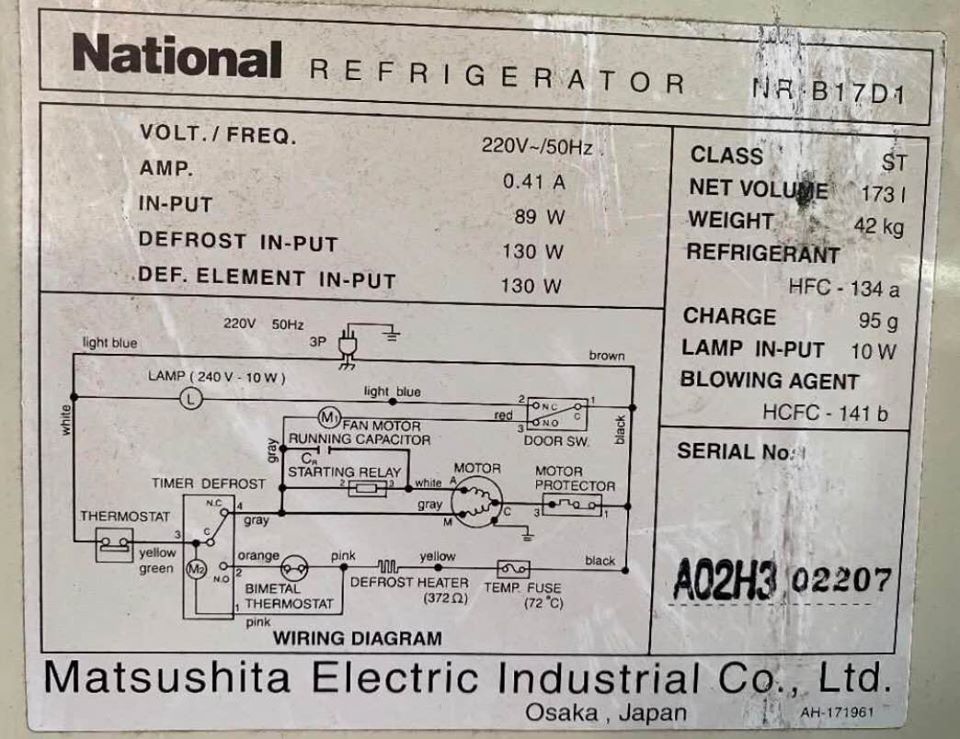 National REFRIGERATOR NR-B17D1
VOLT./FREQ. 220V~/50Hz
AMP. 0.41 A
IN-PUT 89 W
DEFROST IN-PUT 130 W
DEF. ELEMENT IN-PUT 130 W
CLASS ST
NET VOLUME 173 l
WEIGHT 42 kg
REFRIGERANT
HFC - 134 a
CHARGE 95 g
LAMP IN-PUT 10 W
BLOWING AGENT
HCFC - 141 b
SERIAL No.
A02H3 02207
220V 50Hz
3P
light blue
brown
LAMP ( 240 V - 10 W )
L
light blue
2 NC 1
C
red
3 NO
DOOR SW.
white
black
gray
M1
FAN MOTOR
RUNNING CAPACITOR
CR
STARTING RELAY
2 3
white
A
MOTOR
MOTOR
PROTECTOR
gray
M
C
3 1
TIMER DEFROST
N.C
4
gray
C
THERMOSTAT
3
yellow
green
M2
N.O
2
orange
pink
yellow
black
BIMETAL
THERMOSTAT
DEFROST HEATER
(372 Ω)
TEMP. FUSE
(72 °C)
1
pink
WIRING DIAGRAM
Matsushita Electric Industrial Co., Ltd.
Osaka , Japan
AH-171961